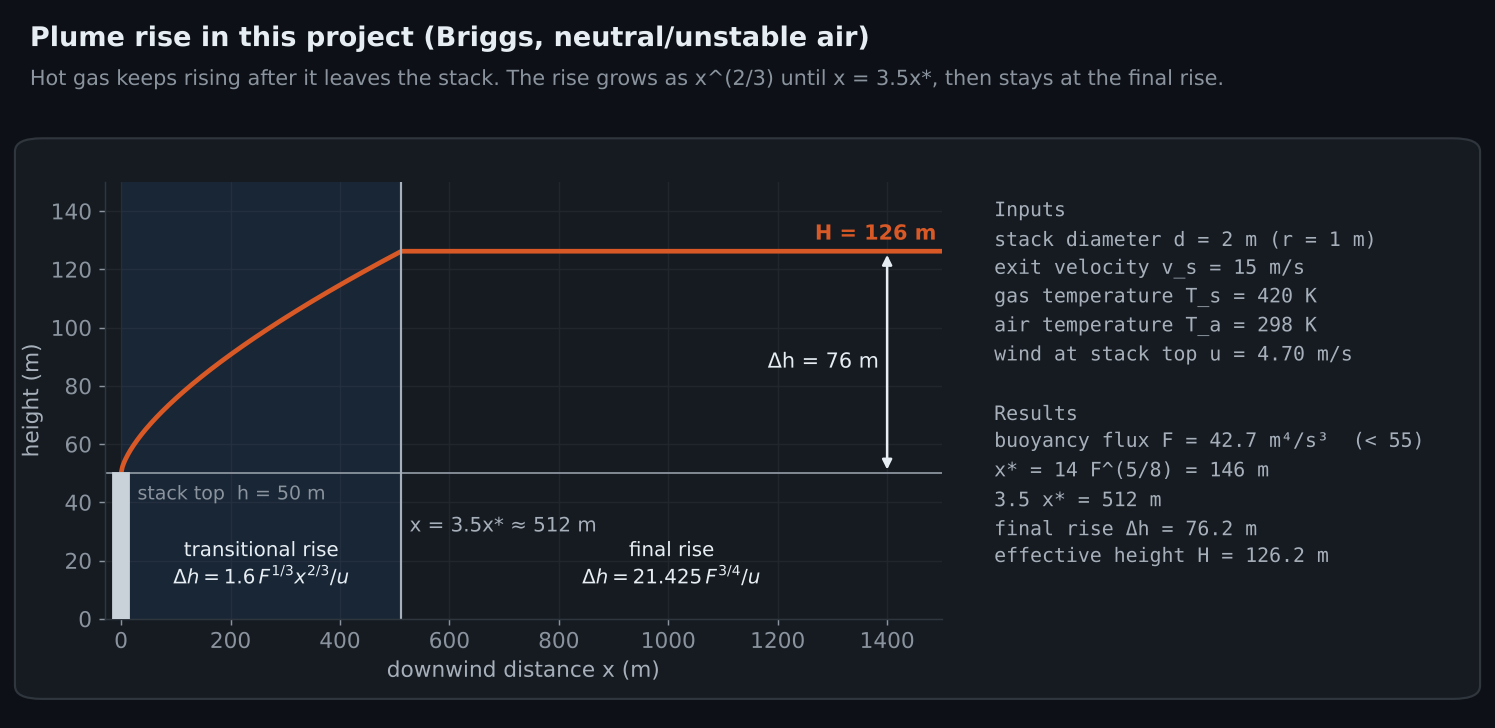 Plume rise in this project (Briggs, neutral/unstable air)
Hot gas keeps rising after it leaves the stack. The rise grows as x^(2/3) until x = 3.5x*, then stays at the final rise.
height (m)
140
120
100
80
60
40
20
0
H = 126 m
Δh = 76 m
stack top  h = 50 m
x = 3.5x* ≈ 512 m
transitional rise
Δh = 1.6 F^{1/3}x^{2/3}/u
final rise
Δh = 21.425 F^{3/4}/u
0 200 400 600 800 1000 1200 1400
downwind distance x (m)
Inputs
stack diameter d = 2 m (r = 1 m)
exit velocity v_s = 15 m/s
gas temperature T_s = 420 K
air temperature T_a = 298 K
wind at stack top u = 4.70 m/s
Results
buoyancy flux F = 42.7 m⁴/s³  (< 55)
x* = 14 F^(5/8) = 146 m
3.5 x* = 512 m
final rise Δh = 76.2 m
effective height H = 126.2 m